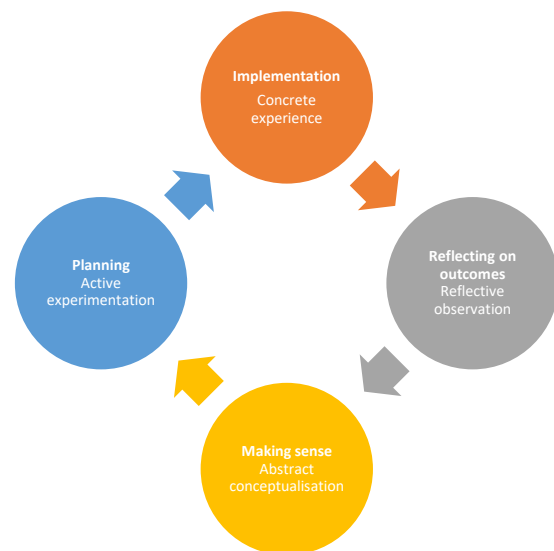 Implementation
Concrete
experience
Reflecting on
outcomes
Reflective
observation
Making sense
Abstract
conceptualisation
Planning
Active
experimentation